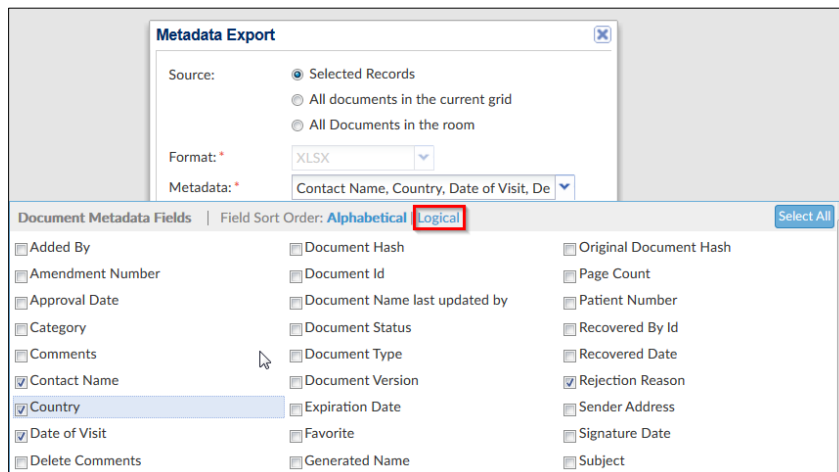 Metadata Export
Source:
Selected Records
All documents in the current grid
All Documents in the room
Format: *
XLSX
Metadata: *
Contact Name, Country, Date of Visit, De
Document Metadata Fields | Field Sort Order: Alphabetical | Logical
Select All
Added By
Document Hash
Original Document Hash
Amendment Number
Document Id
Page Count
Approval Date
Document Name last updated by
Patient Number
Category
Document Status
Recovered By Id
Comments
Document Type
Recovered Date
Contact Name
Document Version
Rejection Reason
Country
Expiration Date
Sender Address
Date of Visit
Favorite
Signature Date
Delete Comments
Generated Name
Subject